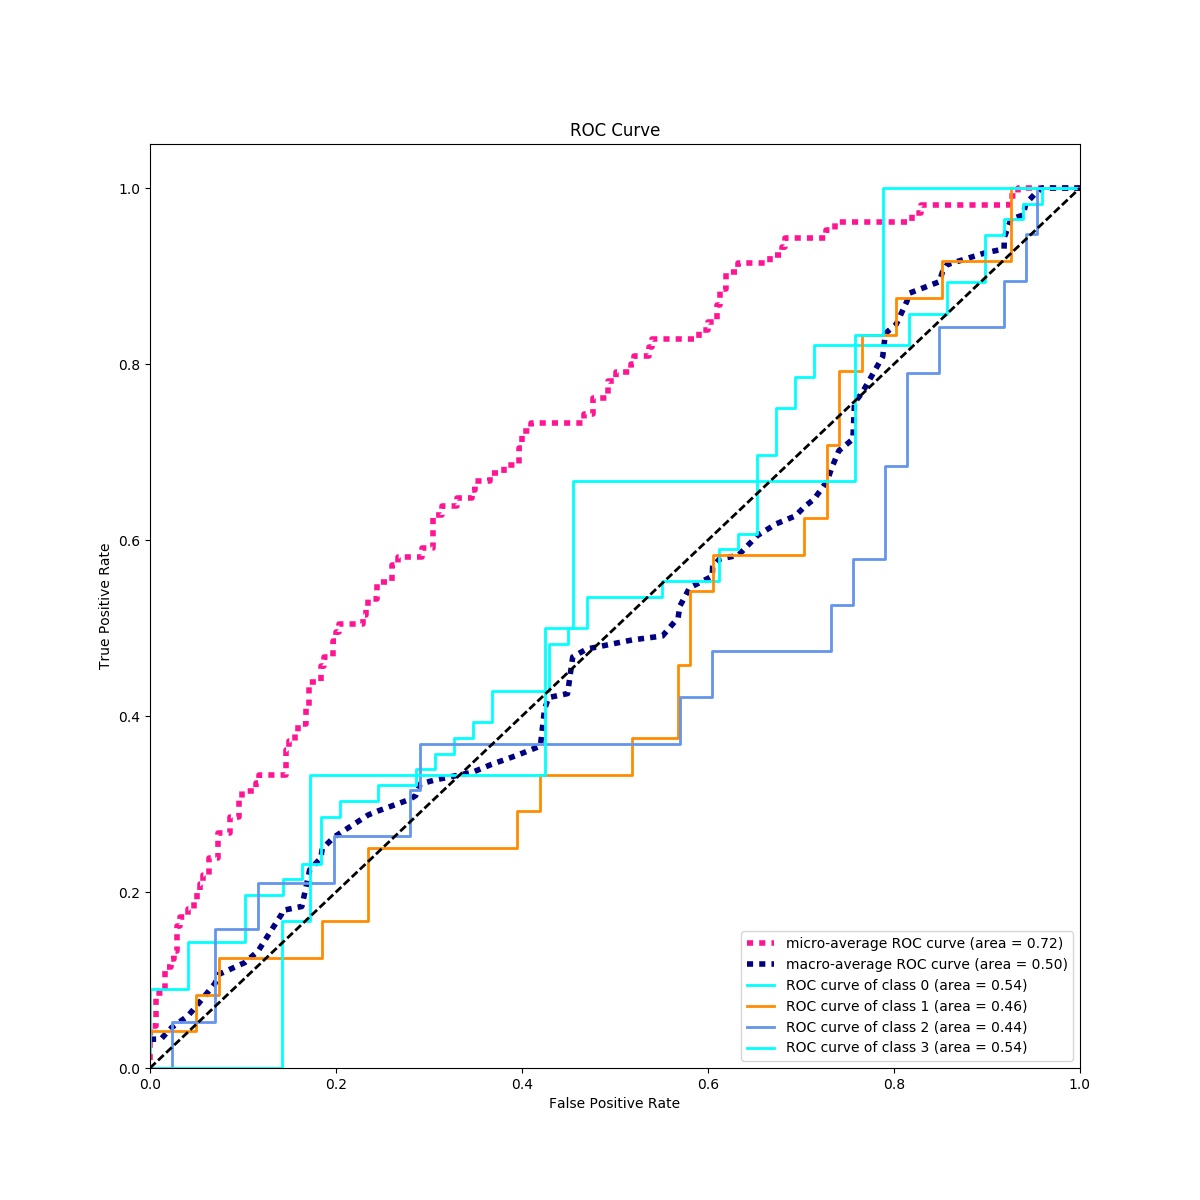 ROC Curve
1.0
0.8
0.6
0.4
0.2
0.0
True Positive Rate
0.0 0.2 0.4 0.6 0.8 1.0
False Positive Rate
micro-average ROC curve (area = 0.72)
macro-average ROC curve (area = 0.50)
ROC curve of class 0 (area = 0.54)
ROC curve of class 1 (area = 0.46)
ROC curve of class 2 (area = 0.44)
ROC curve of class 3 (area = 0.54)